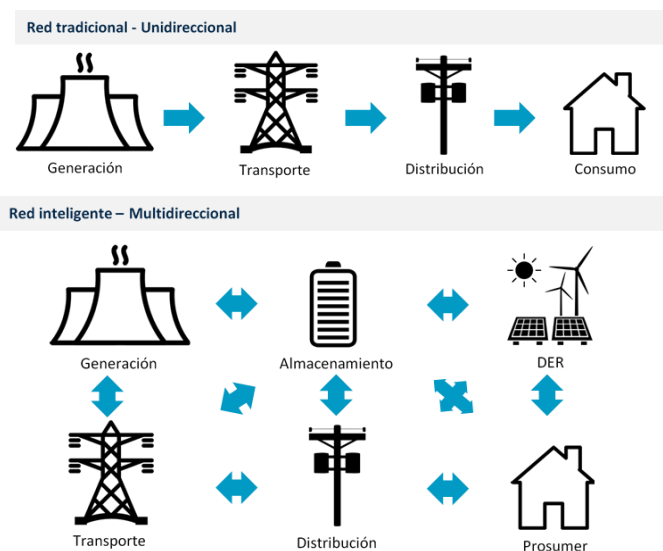 Red tradicional - Unidireccional
Generación
Transporte
Distribución
Consumo
Red inteligente – Multidireccional
Generación
Almacenamiento
DER
Transporte
Distribución
Prosumer